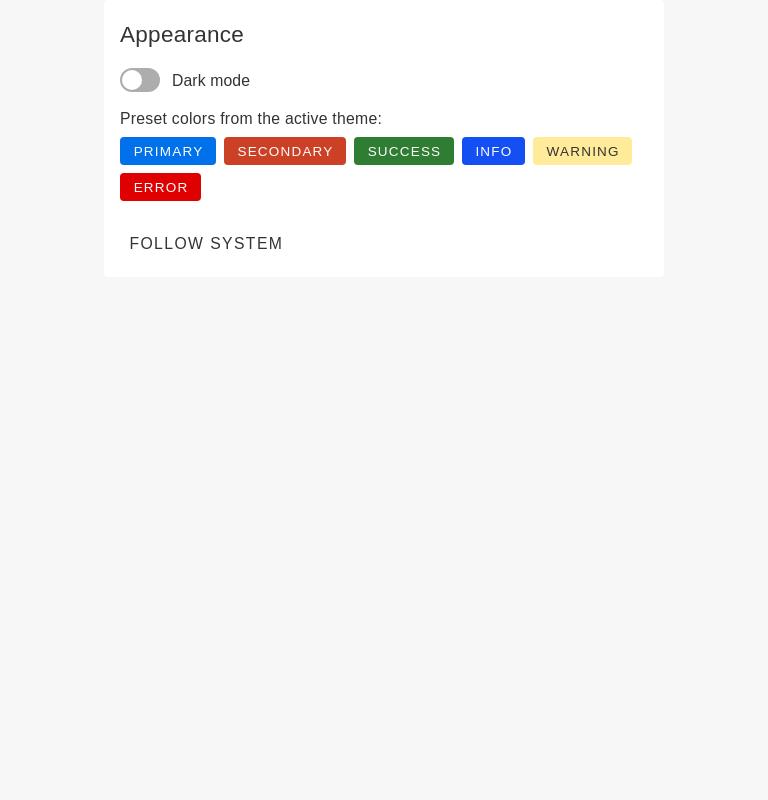 Appearance
Dark mode
Preset colors from the active theme:
PRIMARY SECONDARY SUCCESS INFO WARNING
ERROR
FOLLOW SYSTEM